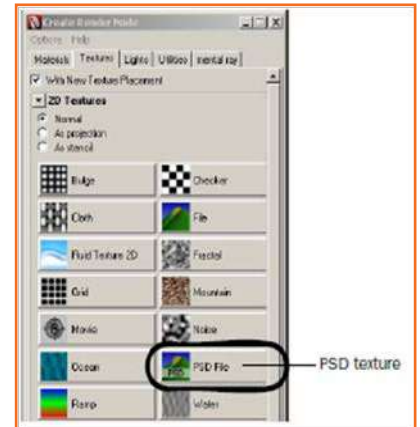 Create Render Node
Options Help
Materials Textures Lights Utilities mental ray
With New Texture Placement
2D Textures
Normal
As projection
As stencil
Bulge Checker
Cloth File
Fluid Texture 2D Fractal
Grid Mountain
Movie Noise
Ocean PSD File PSD texture
Ramp Water